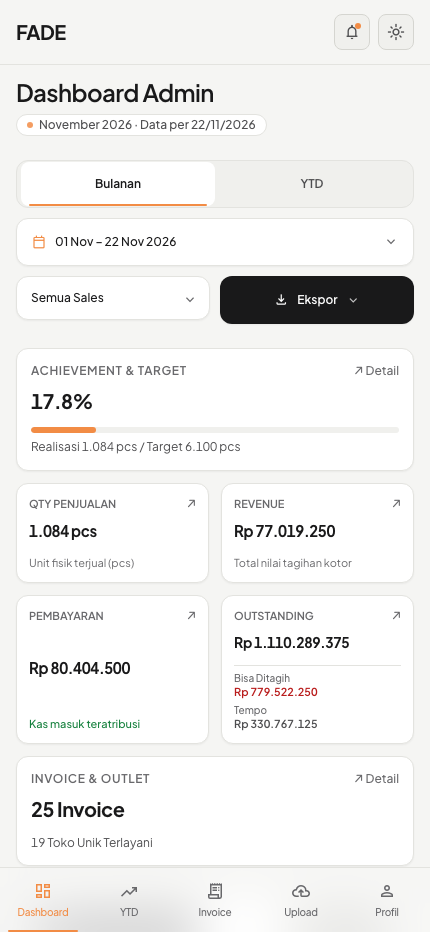 FADE
Dashboard Admin
November 2026 · Data per 22/11/2026
Bulanan
YTD
01 Nov – 22 Nov 2026
Semua Sales
Ekspor
ACHIEVEMENT & TARGET
Detail
17.8%
Realisasi 1.084 pcs / Target 6.100 pcs
QTY PENJUALAN
1.084 pcs
Unit fisik terjual (pcs)
REVENUE
Rp 77.019.250
Total nilai tagihan kotor
PEMBAYARAN
Rp 80.404.500
Kas masuk teratribusi
OUTSTANDING
Rp 1.110.289.375
Bisa Ditagih
Rp 779.522.250
Tempo
Rp 330.767.125
INVOICE & OUTLET
Detail
25 Invoice
19 Toko Unik Terlayani
Dashboard
YTD
Invoice
Upload
Profil